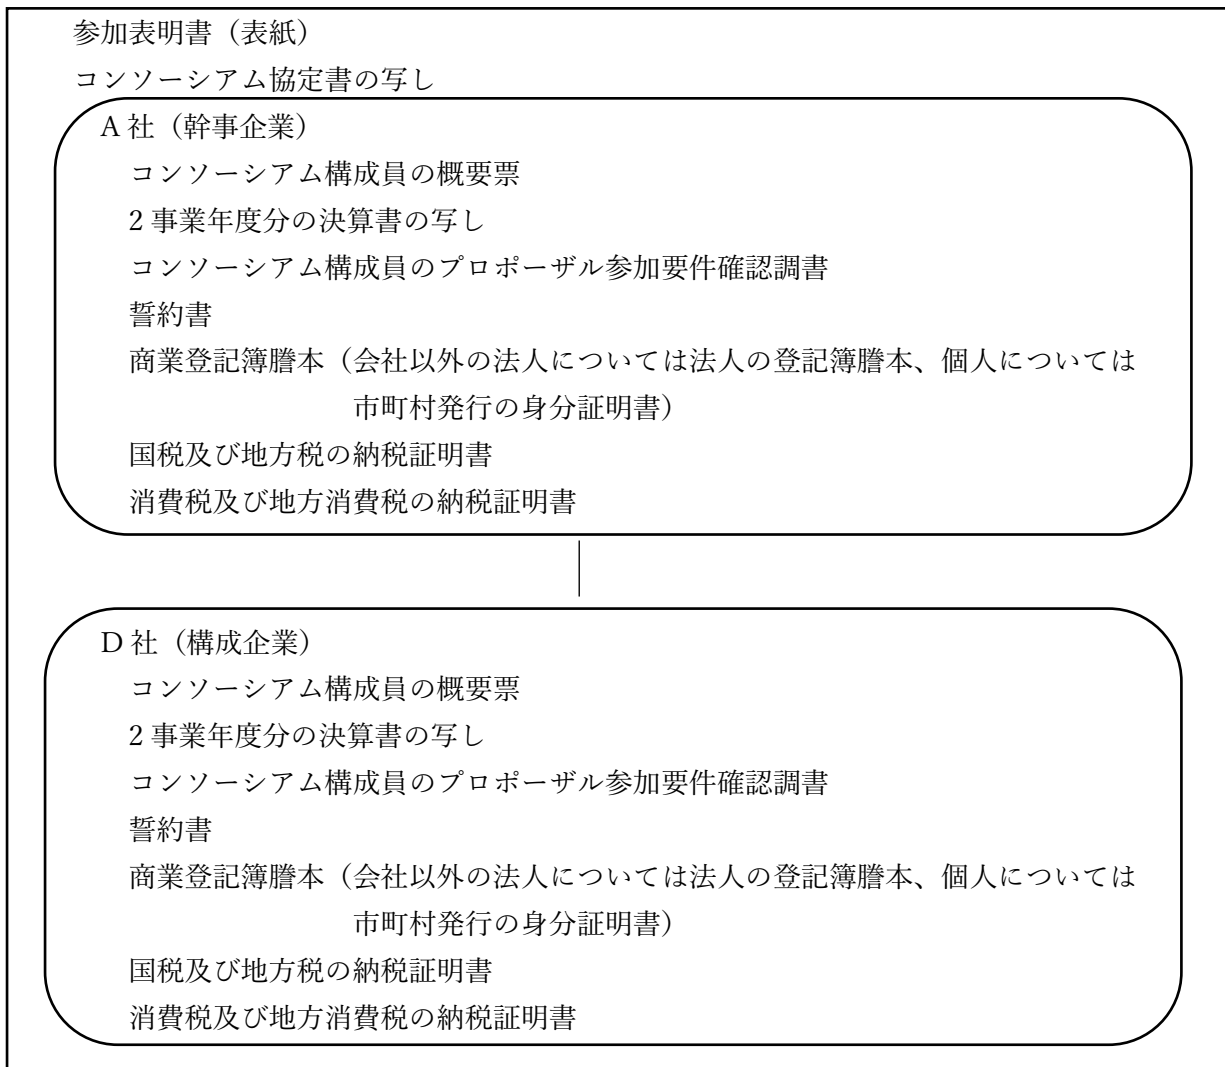 参加表明書（表紙）
コンソーシアム協定書の写し
A 社（幹事企業）
コンソーシアム構成員の概要票
2 事業年度分の決算書の写し
コンソーシアム構成員のプロポーザル参加要件確認調書
誓約書
商業登記簿謄本（会社以外の法人については法人の登記簿謄本、個人については
市町村発行の身分証明書）
国税及び地方税の納税証明書
消費税及び地方消費税の納税証明書
D 社（構成企業）
コンソーシアム構成員の概要票
2 事業年度分の決算書の写し
コンソーシアム構成員のプロポーザル参加要件確認調書
誓約書
商業登記簿謄本（会社以外の法人については法人の登記簿謄本、個人については
市町村発行の身分証明書）
国税及び地方税の納税証明書
消費税及び地方消費税の納税証明書